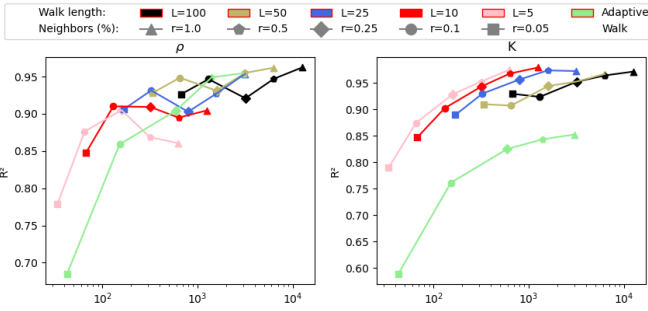 Walk length: L=100 L=50 L=25 L=10 L=5 Adaptive
Neighbors (%): r=1.0 r=0.5 r=0.25 r=0.1 r=0.05 Walk
ρ K
0.95
0.90
0.85
0.80
0.75
0.70
R²
10² 10³ 10⁴
0.95
0.90
0.85
0.80
0.75
0.70
0.65
0.60
R²
10² 10³ 10⁴